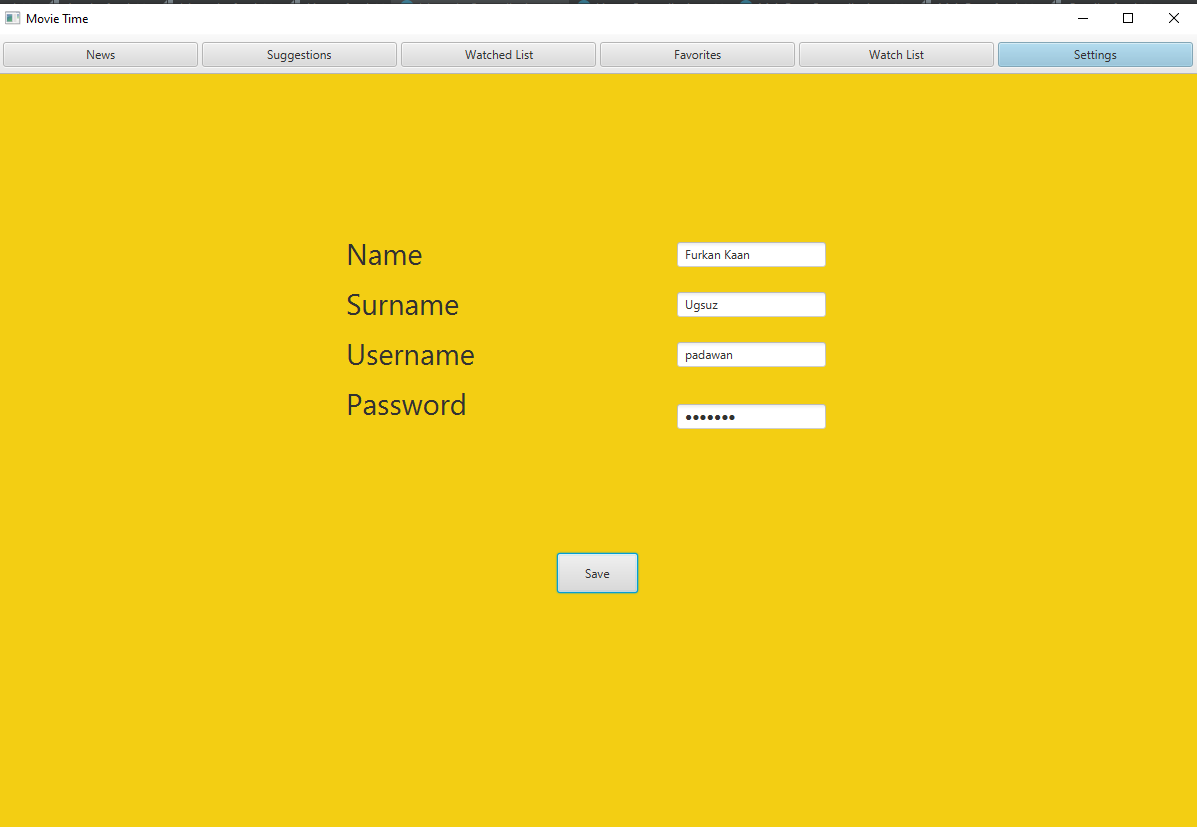 Movie Time
News Suggestions Watched List Favorites Watch List Settings
Name Furkan Kaan
Surname Ugsuz
Username padawan
Password •••••••
Save